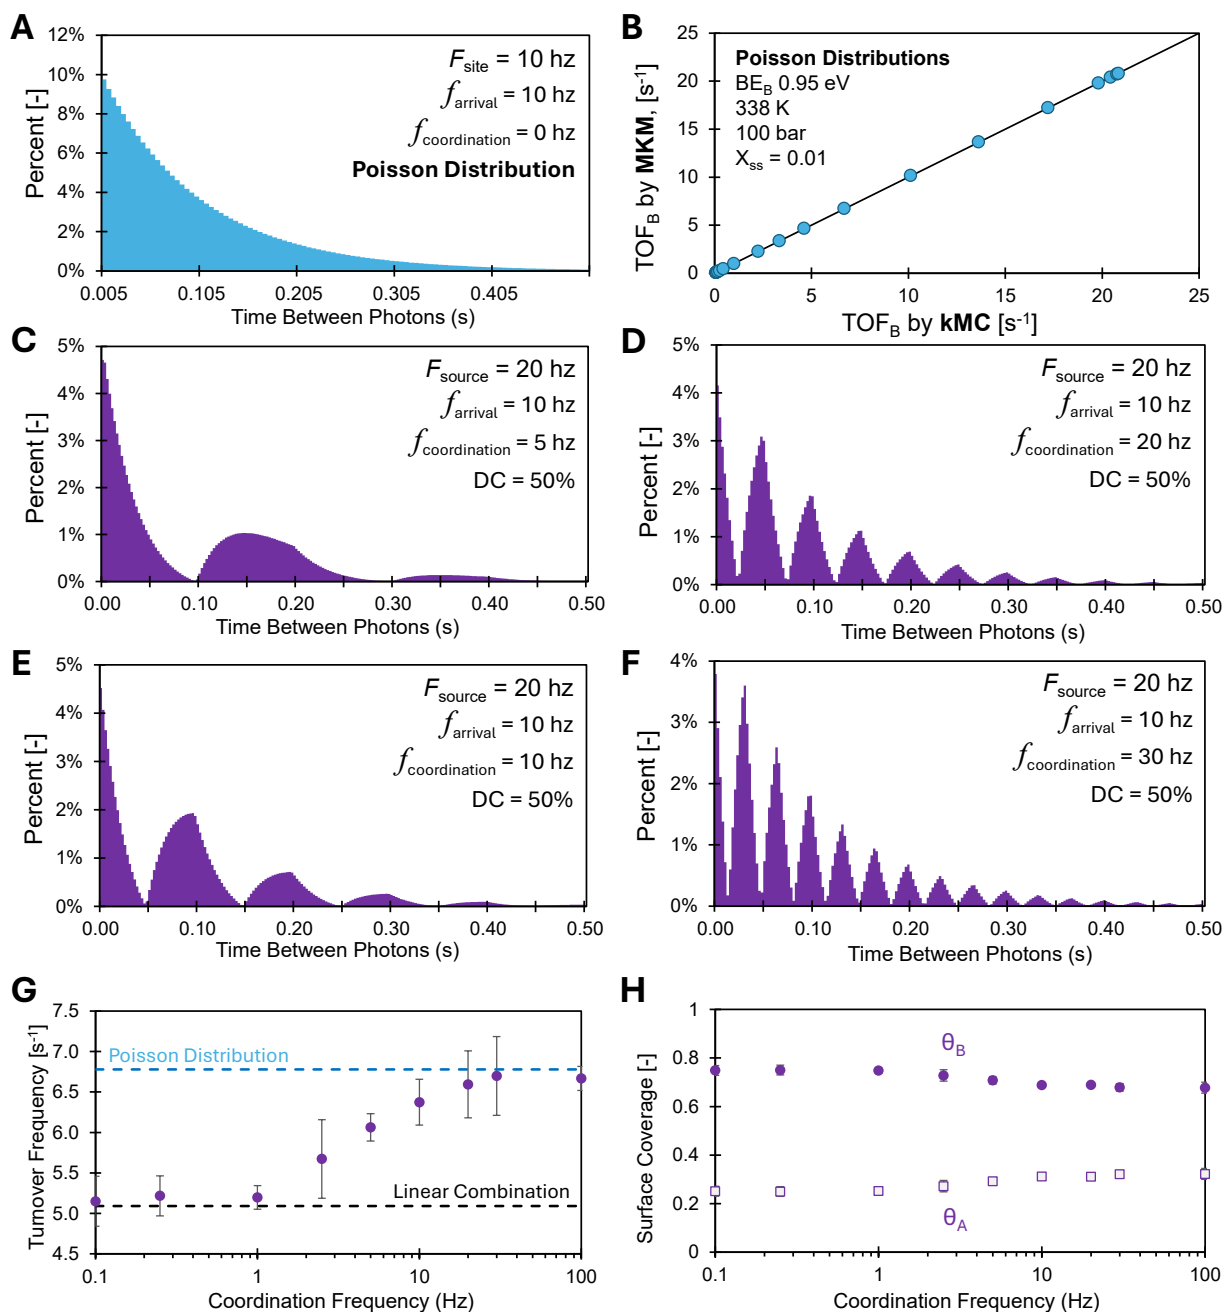 A
12%
10%
8%
6%
4%
2%
0%
Percent [-]
F_site = 10 hz
f_arrival = 10 hz
f_coordination = 0 hz
Poisson Distribution
0.005 0.105 0.205 0.305 0.405
Time Between Photons (s)
B
25
20
15
10
5
0
TOF_B by MKM, [s⁻¹]
Poisson Distributions
BE_B 0.95 eV
338 K
100 bar
X_ss = 0.01
0 5 10 15 20 25
TOF_B by kMC [s⁻¹]
C
5%
4%
3%
2%
1%
0%
Percent [-]
F_source = 20 hz
f_arrival = 10 hz
f_coordination = 5 hz
DC = 50%
0.00 0.10 0.20 0.30 0.40 0.50
Time Between Photons (s)
D
5%
4%
3%
2%
1%
0%
Percent [-]
F_source = 20 hz
f_arrival = 10 hz
f_coordination = 20 hz
DC = 50%
0.00 0.10 0.20 0.30 0.40 0.50
Time Between Photons (s)
E
5%
4%
3%
2%
1%
0%
Percent [-]
F_source = 20 hz
f_arrival = 10 hz
f_coordination = 10 hz
DC = 50%
0.00 0.10 0.20 0.30 0.40 0.50
Time Between Photons (s)
F
4%
3%
2%
1%
0%
Percent [-]
F_source = 20 hz
f_arrival = 10 hz
f_coordination = 30 hz
DC = 50%
0.00 0.10 0.20 0.30 0.40 0.50
Time Between Photons (s)
G
7.5
7.0
6.5
6.0
5.5
5.0
4.5
Turnover Frequency [s⁻¹]
Poisson Distribution
Linear Combination
0.1 1 10 100
Coordination Frequency (Hz)
H
1
0.8
0.6
0.4
0.2
0
Surface Coverage [-]
θ_B
θ_A
0.1 1 10 100
Coordination Frequency (Hz)